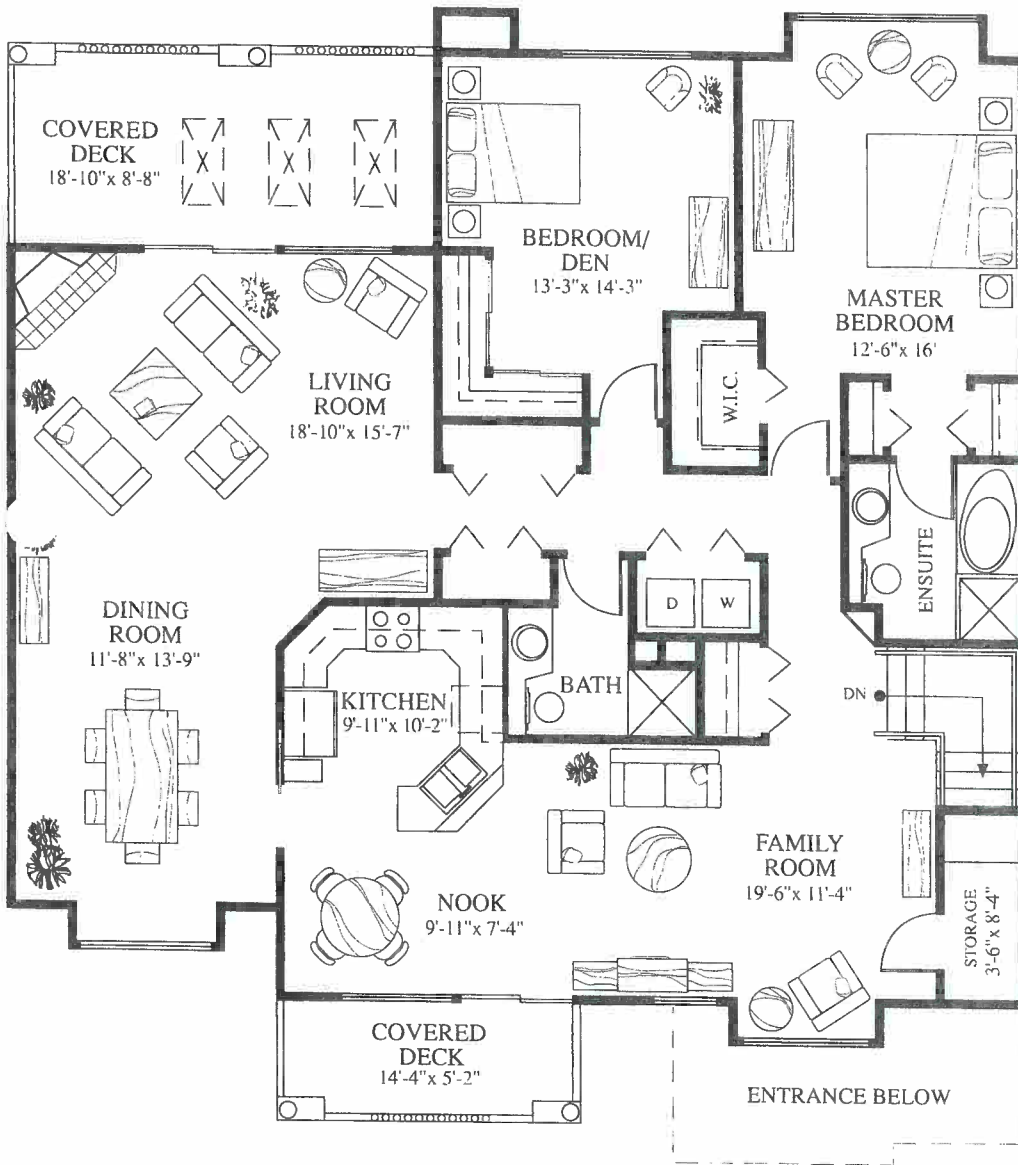 COVERED
DECK
18'-10"x 8'-8"
BEDROOM/
DEN
13'-3"x 14'-3"
MASTER
BEDROOM
12'-6"x 16'
LIVING
ROOM
18'-10"x 15'-7"
W.I.C.
ENSUITE
D
W
DINING
ROOM
11'-8"x 13'-9"
KITCHEN
9'-11"x 10'-2"
BATH
DN
FAMILY
ROOM
19'-6"x 11'-4"
NOOK
9'-11"x 7'-4"
STORAGE
3'-6"x 8'-4"
COVERED
DECK
14'-4"x 5'-2"
ENTRANCE BELOW